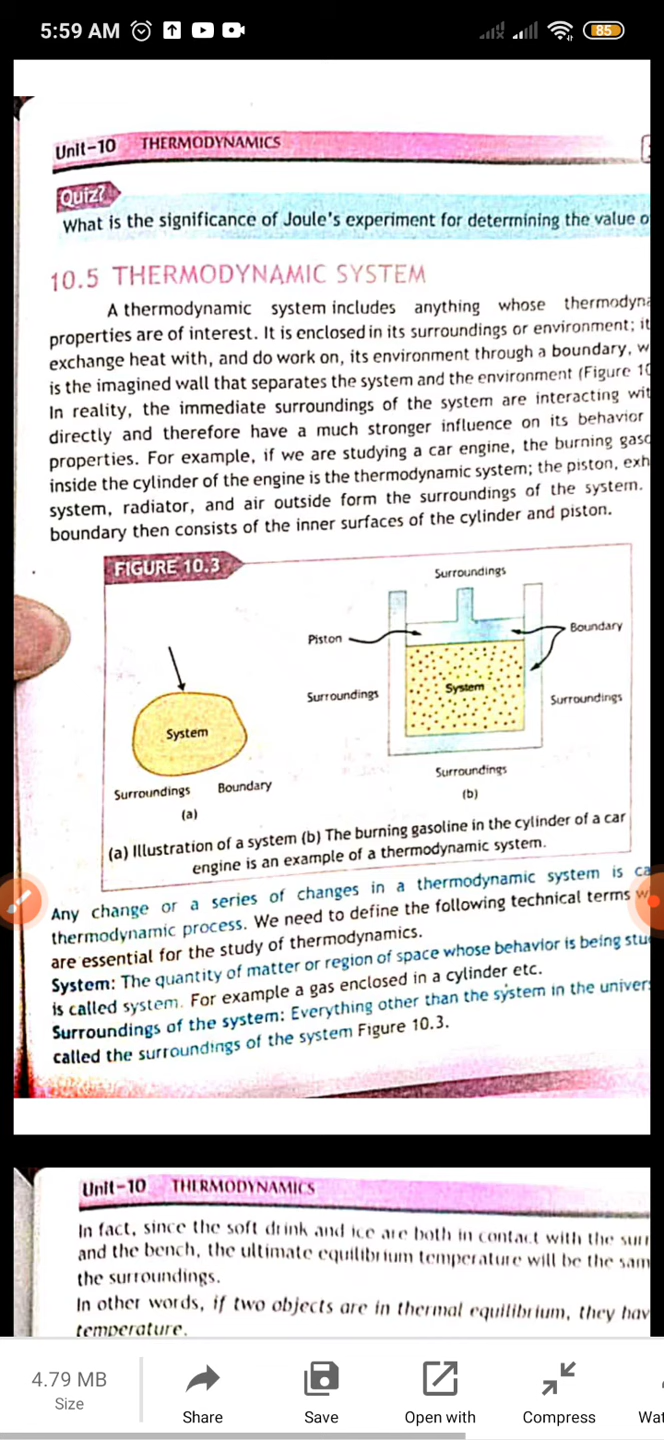 5:59 AM
85
Unit-10 THERMODYNAMICS
Quiz?
What is the significance of Joule's experiment for determining the value o
10.5 THERMODYNAMIC SYSTEM
A thermodynamic system includes anything whose thermodyna
properties are of interest. It is enclosed in its surroundings or environment; it
exchange heat with, and do work on, its environment through a boundary, w
is the imagined wall that separates the system and the environment (Figure 10
In reality, the immediate surroundings of the system are interacting wit
directly and therefore have a much stronger influence on its behavior
properties. For example, if we are studying a car engine, the burning gaso
inside the cylinder of the engine is the thermodynamic system; the piston, exh
system, radiator, and air outside form the surroundings of the system.
boundary then consists of the inner surfaces of the cylinder and piston.
FIGURE 10.3
Surroundings
Piston
Boundary
Surroundings
System
Surroundings
System
Surroundings
Boundary
Surroundings
(a)
(b)
(a) Illustration of a system (b) The burning gasoline in the cylinder of a car
engine is an example of a thermodynamic system.
Any change or a series of changes in a thermodynamic system is ca
thermodynamic process. We need to define the following technical terms w
are essential for the study of thermodynamics.
System: The quantity of matter or region of space whose behavior is being stu
is called system. For example a gas enclosed in a cylinder etc.
Surroundings of the system: Everything other than the system in the univers
called the surroundings of the system Figure 10.3.
Unit-10 THERMODYNAMICS
In fact, since the soft drink and ice are both in contact with the surr
and the bench, the ultimate equilibrium temperature will be the sam
the surroundings.
In other words, if two objects are in thermal equilibrium, they hav
temperature.
4.79 MB
Size
Share
Save
Open with
Compress
Wat